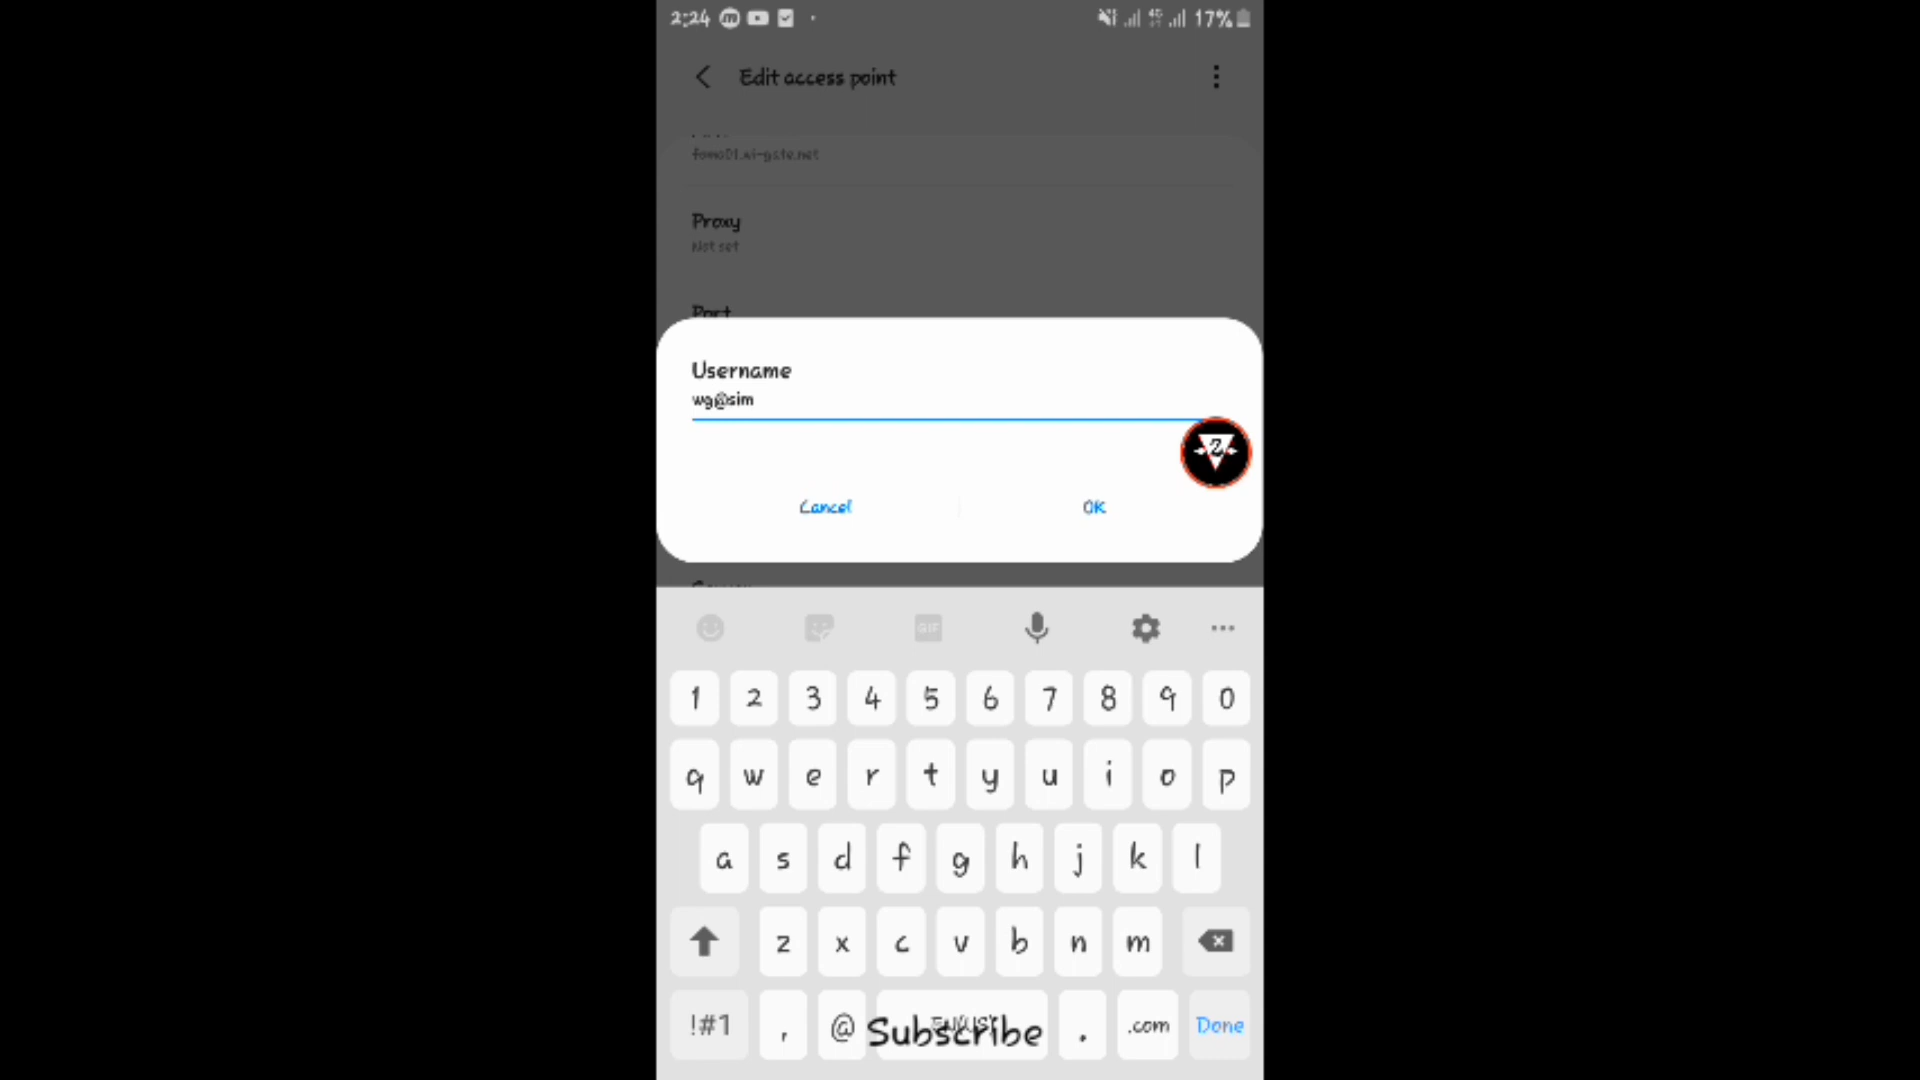 2:24
17%
Edit access point
Proxy
Not set
Port
Username
wg@sim
Cancel
OK
GIF
1 2 3 4 5 6 7 8 9 0
q w e r t y u i o p
a s d f g h j k l
z x c v b n m
!#1 , @ Subscribe . .com Done